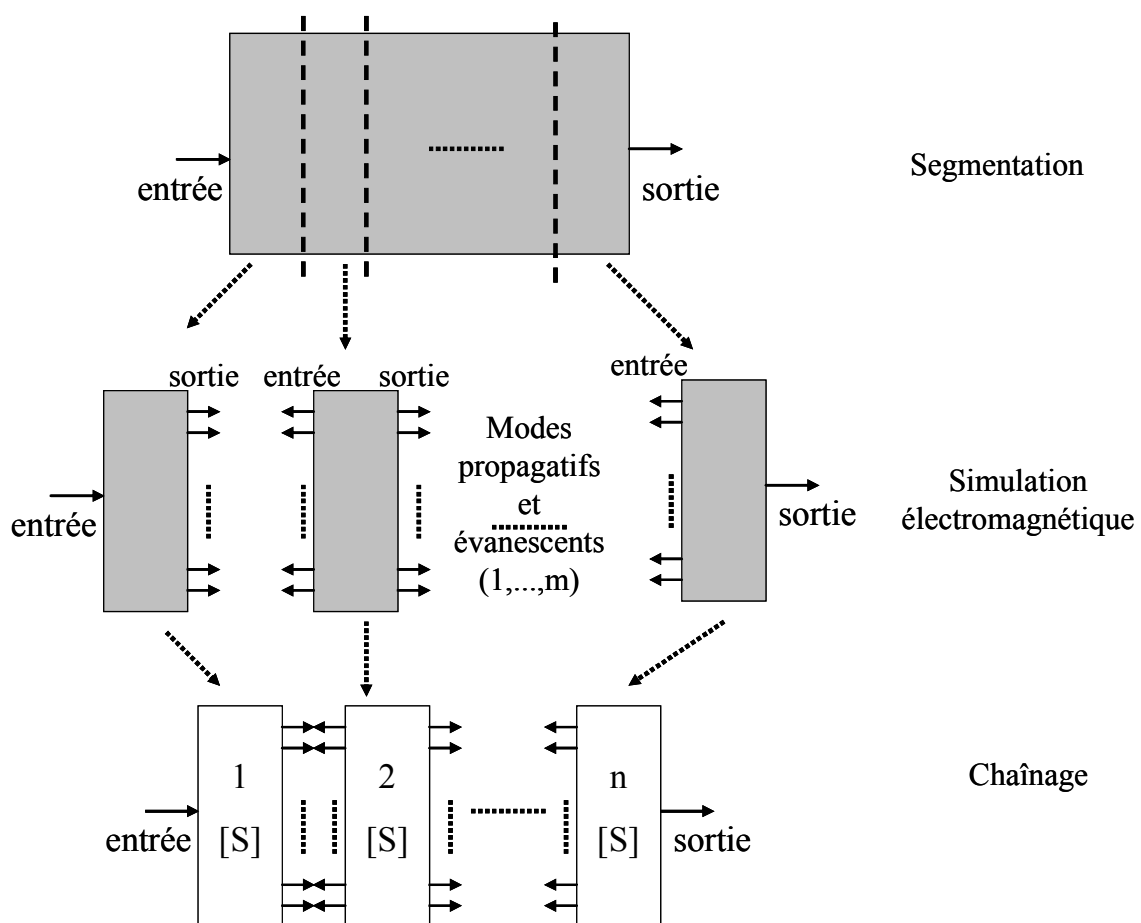 entrée
sortie
Segmentation
sortie
entrée
sortie
entrée
entrée
Modes
propagatifs
et
évanescents
(1,...,m)
sortie
Simulation
électromagnétique
1
[S]
2
[S]
n
[S]
entrée
sortie
Chaînage